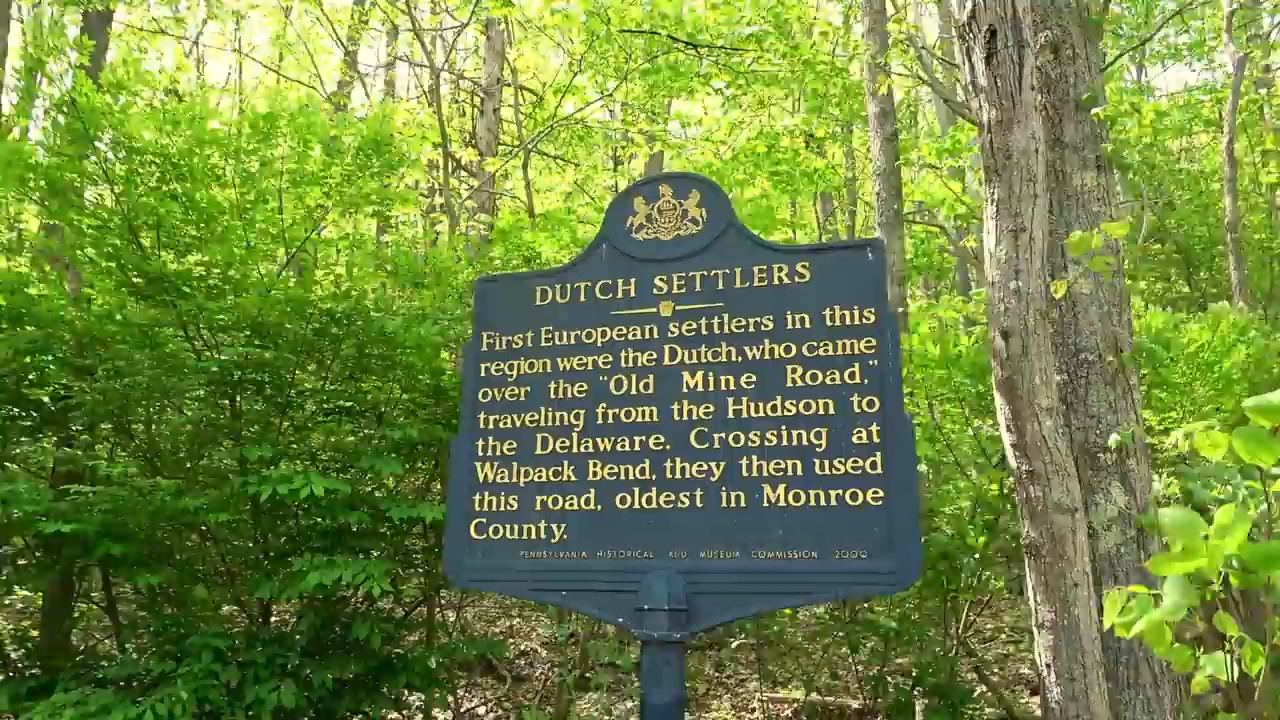 DUTCH SETTLERS
First European settlers in this
region were the Dutch, who came
over the "Old Mine Road,"
traveling from the Hudson to
the Delaware. Crossing at
Walpack Bend, they then used
this road, oldest in Monroe
County.
PENNSYLVANIA HISTORICAL AND MUSEUM COMMISSION 2000